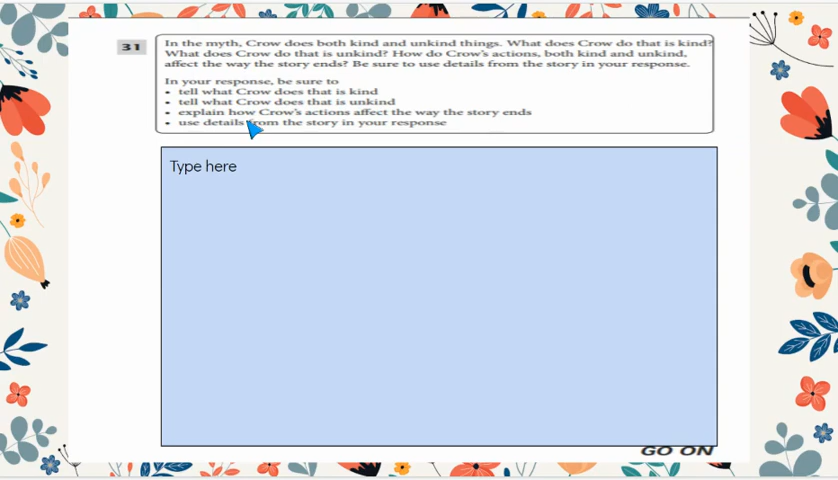 31
In the myth, Crow does both kind and unkind things. What does Crow do that is kind?
What does Crow do that is unkind? How do Crow's actions, both kind and unkind,
affect the way the story ends? Be sure to use details from the story in your response.
In your response, be sure to
• tell what Crow does that is kind
• tell what Crow does that is unkind
• explain how Crow's actions affect the way the story ends
• use details from the story in your response
Type here
GO ON